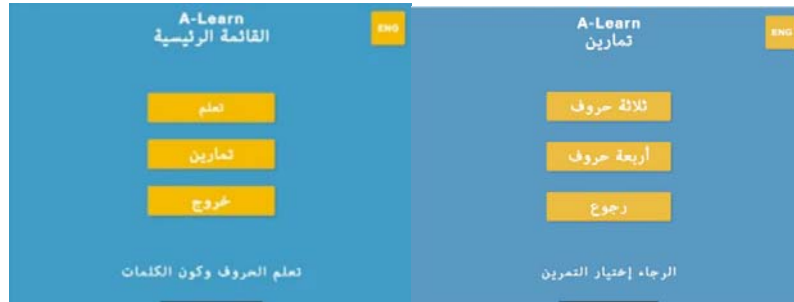 A-Learn
القائمة الرئيسية
ENG
تعلم
تمارين
خروج
تعلم الحروف وكون الكلمات
A-Learn
تمارين
ENG
ثلاثة حروف
أربعة حروف
رجوع
الرجاء إختيار التمرين